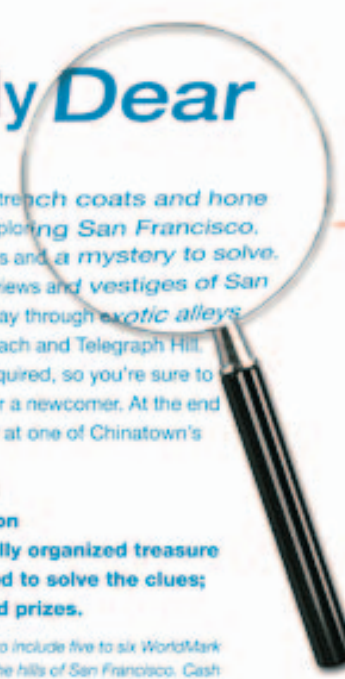 ly Dear
trench coats and hone
ploring San Francisco,
s and a mystery to solve.
iews and vestiges of San
ay through exotic alleys
ach and Telegraph Hill.
quired, so you're sure to
r a newcomer. At the end
at one of Chinatown's
on
lly organized treasure
d to solve the clues;
d prizes.
o include five to six WorldMark
he hills of San Francisco. Cash